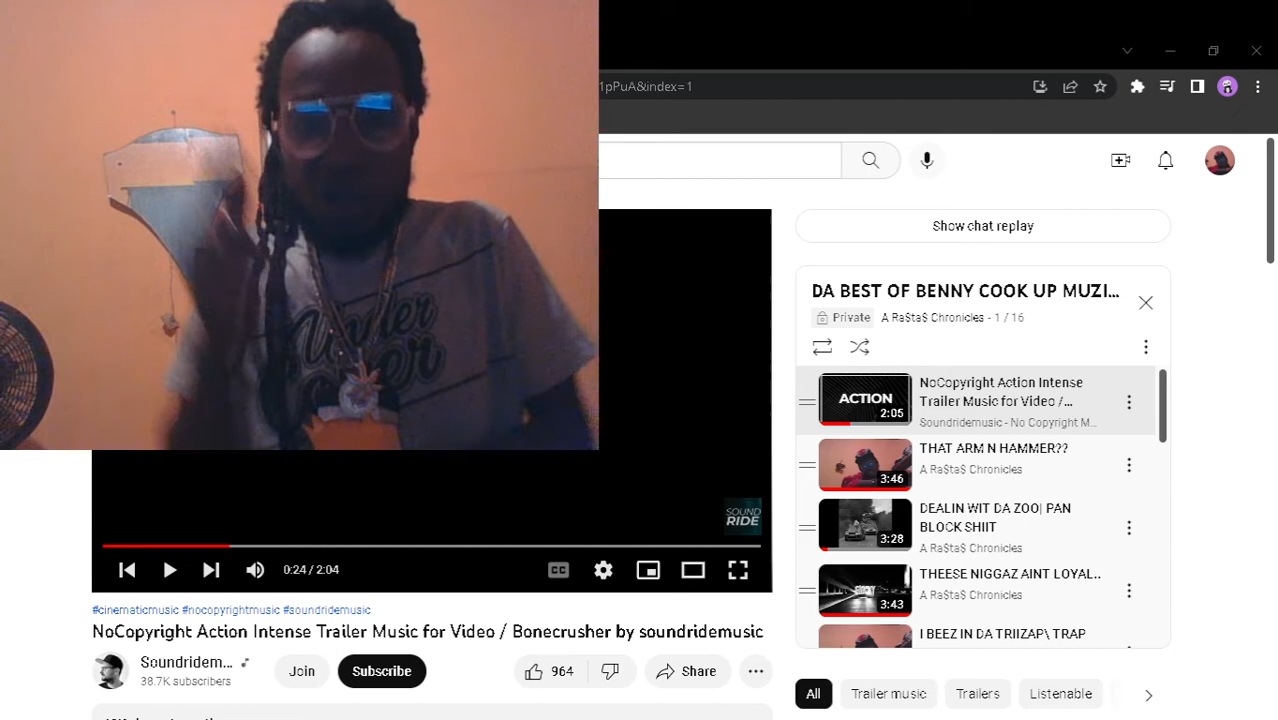 1pPuA&index=1
Show chat replay
DA BEST OF BENNY COOK UP MUZI...
Private A Ra$ta$ Chronicles - 1 / 16
ACTION
2:05
NoCopyright Action Intense
Trailer Music for Video /...
Soundridemusic - No Copyright M...
THAT ARM N HAMMER??
A Ra$ta$ Chronicles
3:46
DEALIN WIT DA ZOO| PAN
BLOCK SHIIT
A Ra$ta$ Chronicles
3:28
THEESE NIGGAZ AINT LOYAL..
A Ra$ta$ Chronicles
3:43
I BEEZ IN DA TRIIZAP\ TRAP
Under
SOUND
RIDE
CC
0:24 / 2:04
#cinematicmusic #nocopyrightmusic #soundridemusic
NoCopyright Action Intense Trailer Music for Video / Bonecrusher by soundridemusic
Soundridem...
38.7K subscribers
Join
Subscribe
964
Share
All
Trailer music
Trailers
Listenable